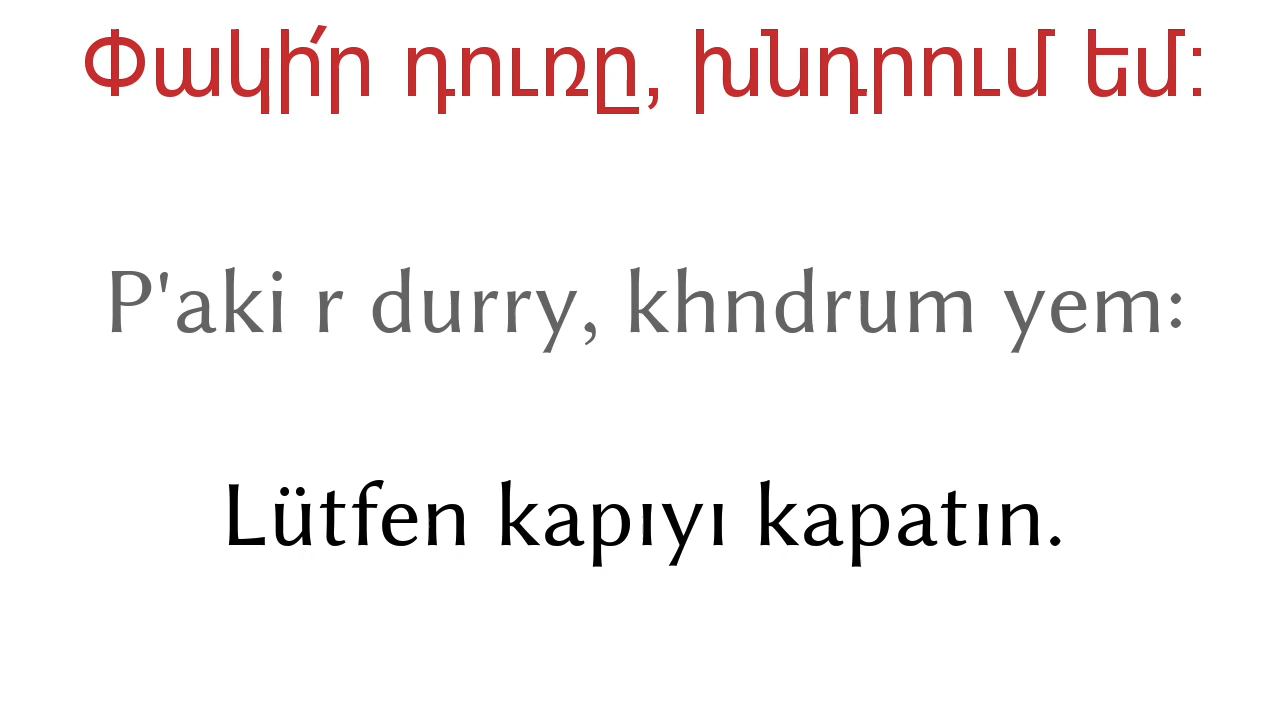 Փակի՛ր դուռը, խնդրում եմ։
P'aki r durry, khndrum yem։
Lütfen kapıyı kapatın.